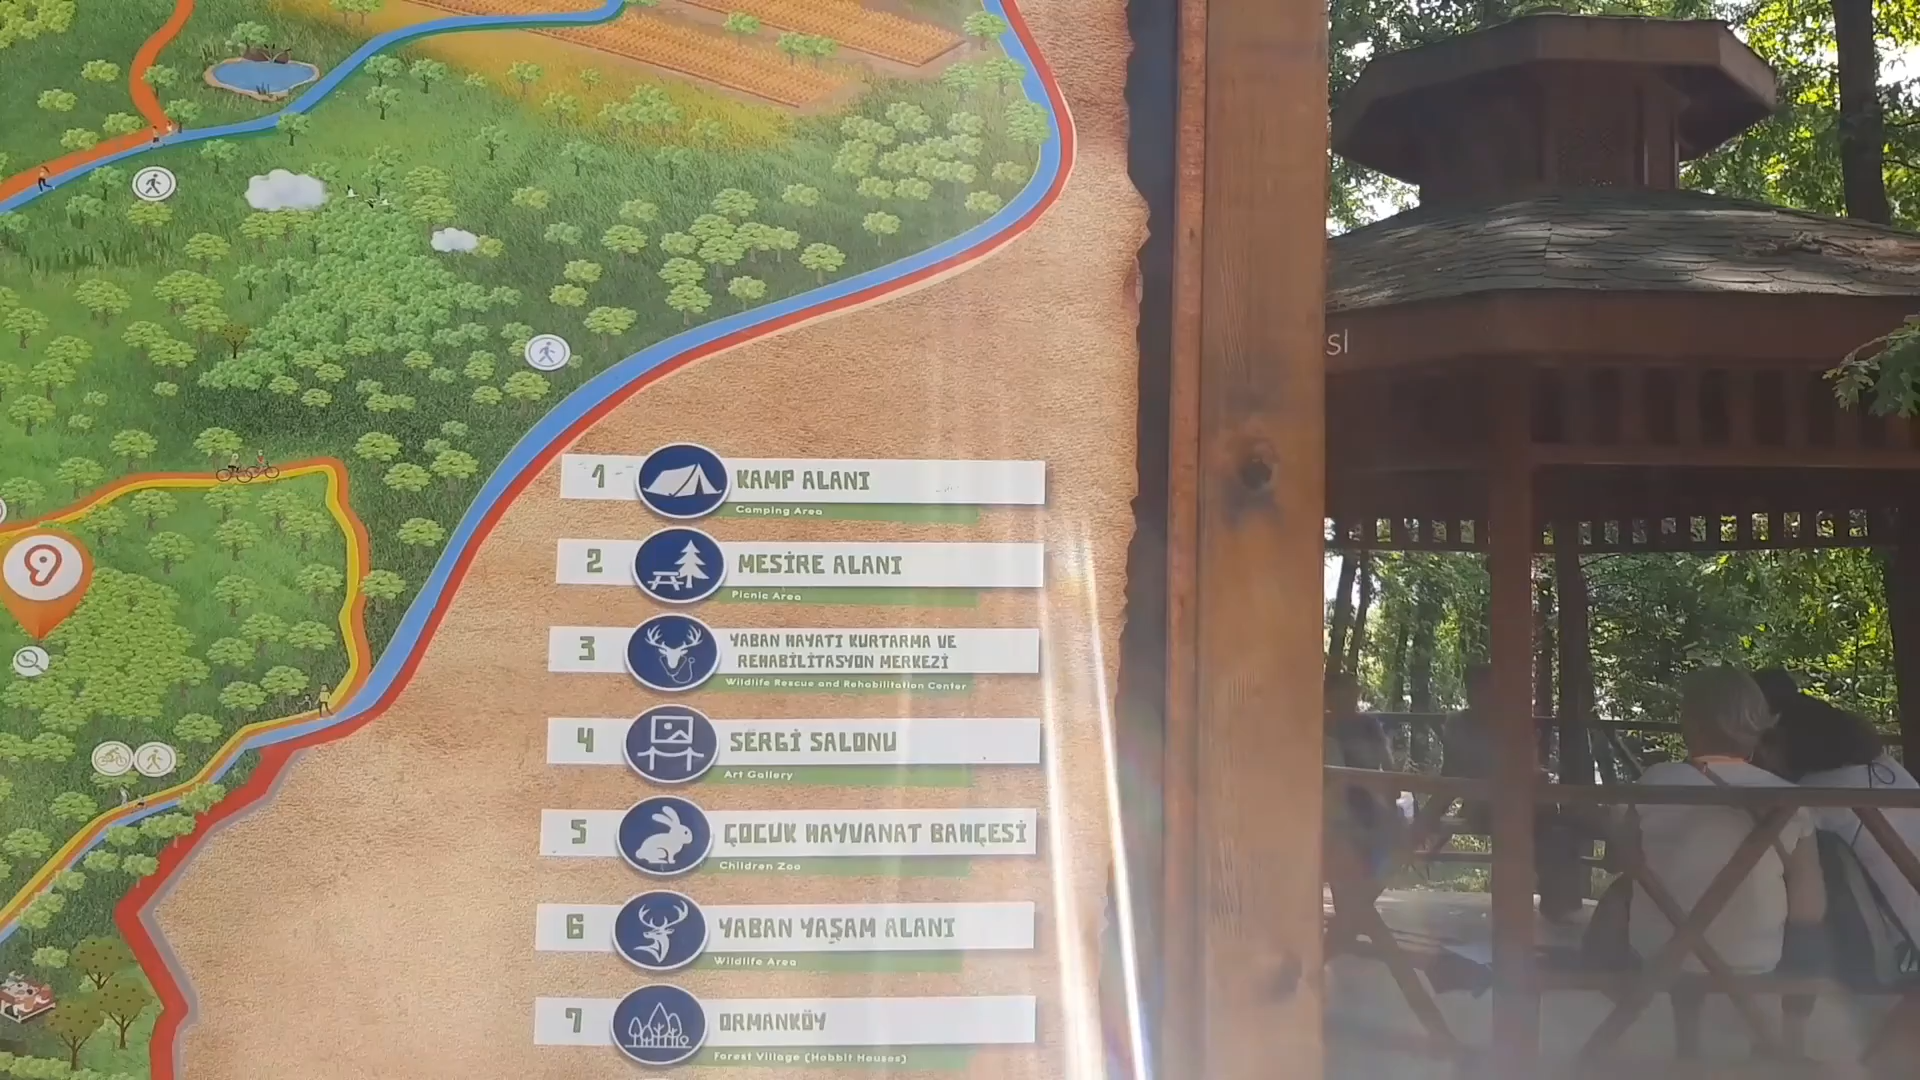 9
1 KAMP ALANI
Camping Area
2 MESİRE ALANI
Picnic Area
3 YABAN HAYATI KURTARMA VE
REHABİLİTASYON MERKEZİ
Wildlife Rescue and Rehabilitation Center
4 SERGİ SALONU
Art Gallery
5 ÇOCUK HAYVANAT BAHÇESİ
Children Zoo
6 YABAN YAŞAM ALANI
Wildlife Area
7 ORMANKÖY
Forest Village (Hobbit Houses)
SI